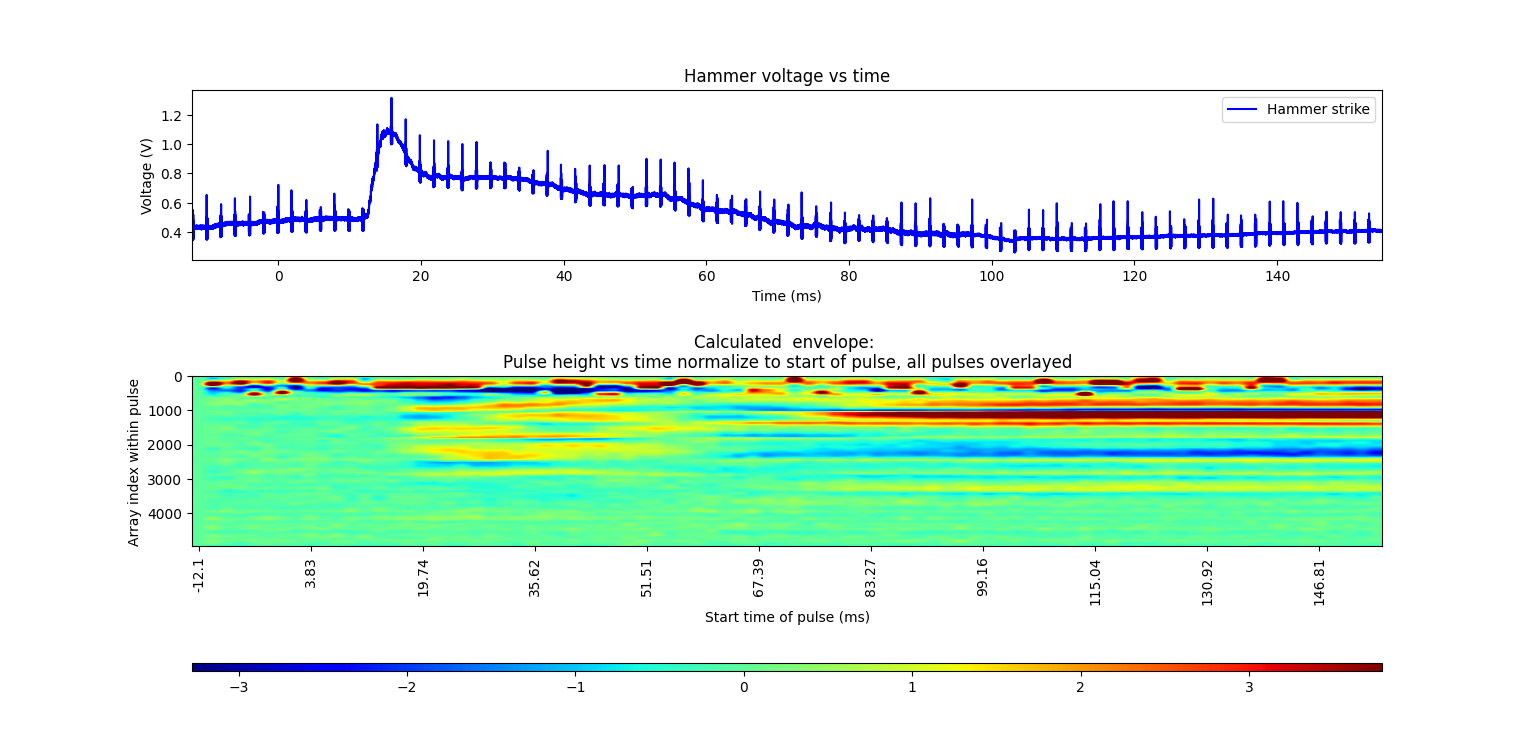 Hammer voltage vs time
Hammer strike
Voltage (V)
1.2
1.0
0.8
0.6
0.4
0 20 40 60 80 100 120 140
Time (ms)
Calculated  envelope:
Pulse height vs time normalize to start of pulse, all pulses overlayed
Array index within pulse
0
1000
2000
3000
4000
-12.1 3.83 19.74 35.62 51.51 67.39 83.27 99.16 115.04 130.92 146.81
Start time of pulse (ms)
−3 −2 −1 0 1 2 3